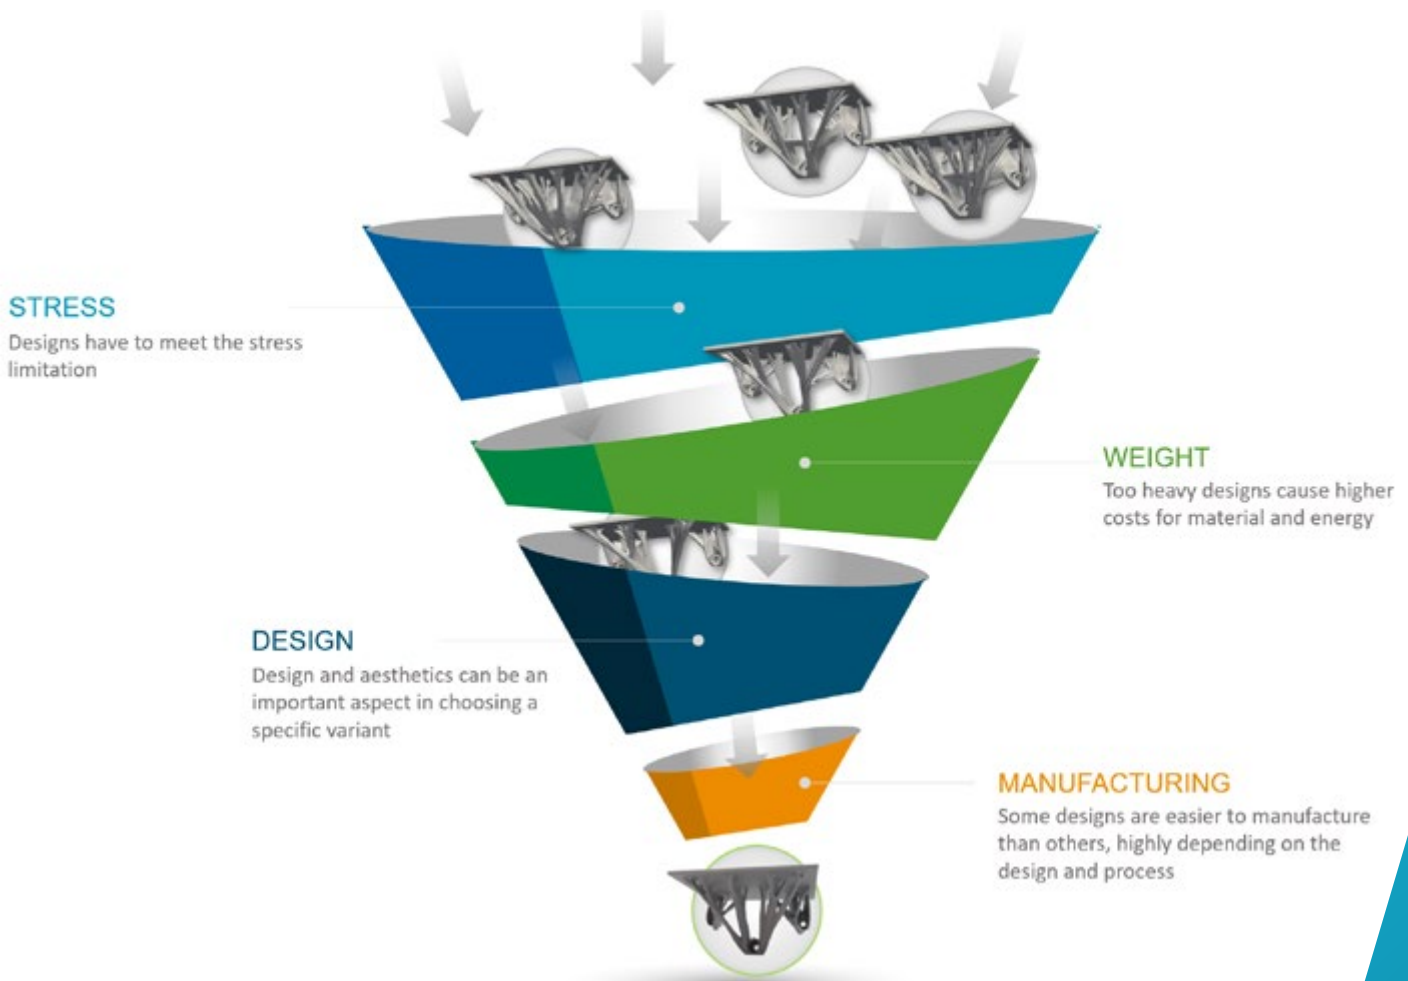 STRESS
Designs have to meet the stress
limitation
WEIGHT
Too heavy designs cause higher
costs for material and energy
DESIGN
Design and aesthetics can be an
important aspect in choosing a
specific variant
MANUFACTURING
Some designs are easier to manufacture
than others, highly depending on the
design and process